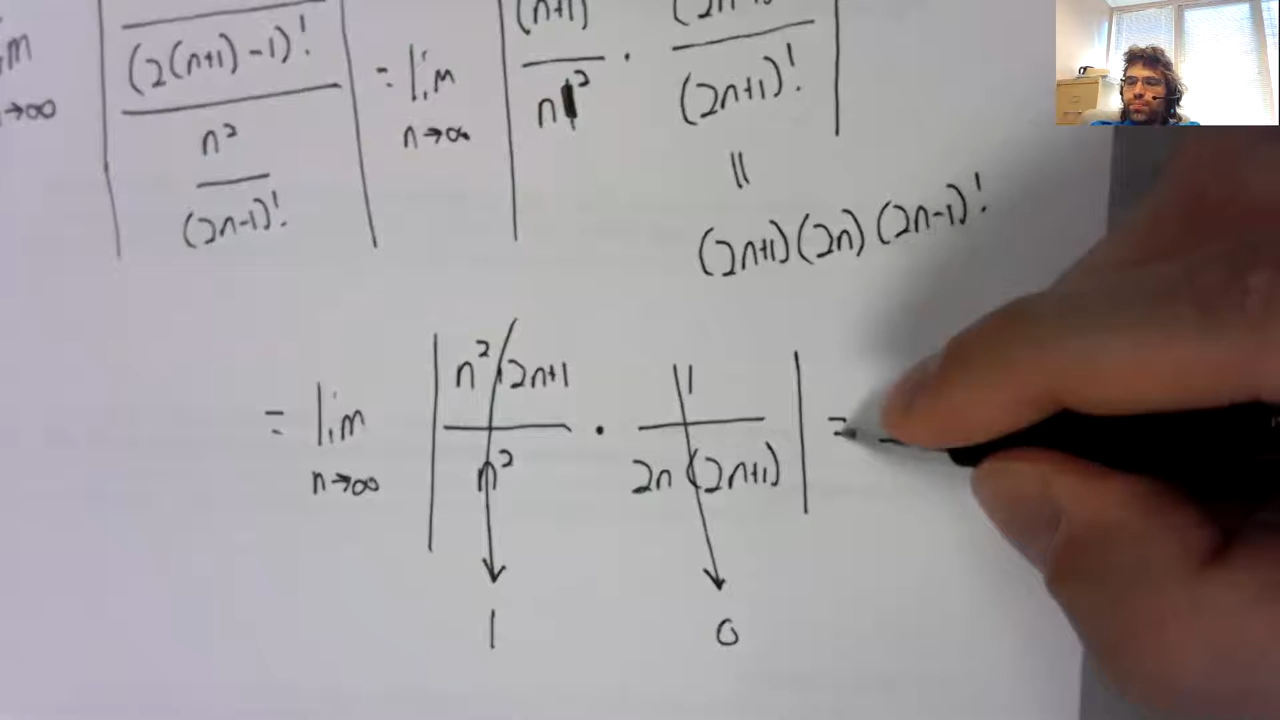 lim n→∞ | (2(n+1)-1)! / (n² / (2n-1)!) | = lim n→∞ | (n+1) / n² · / (2n+1)! |
||
(2n+1)(2n)(2n-1)!
= lim n→∞ | n²+2n+1 / n² · 1 / 2n(2n+1) | =
1 0